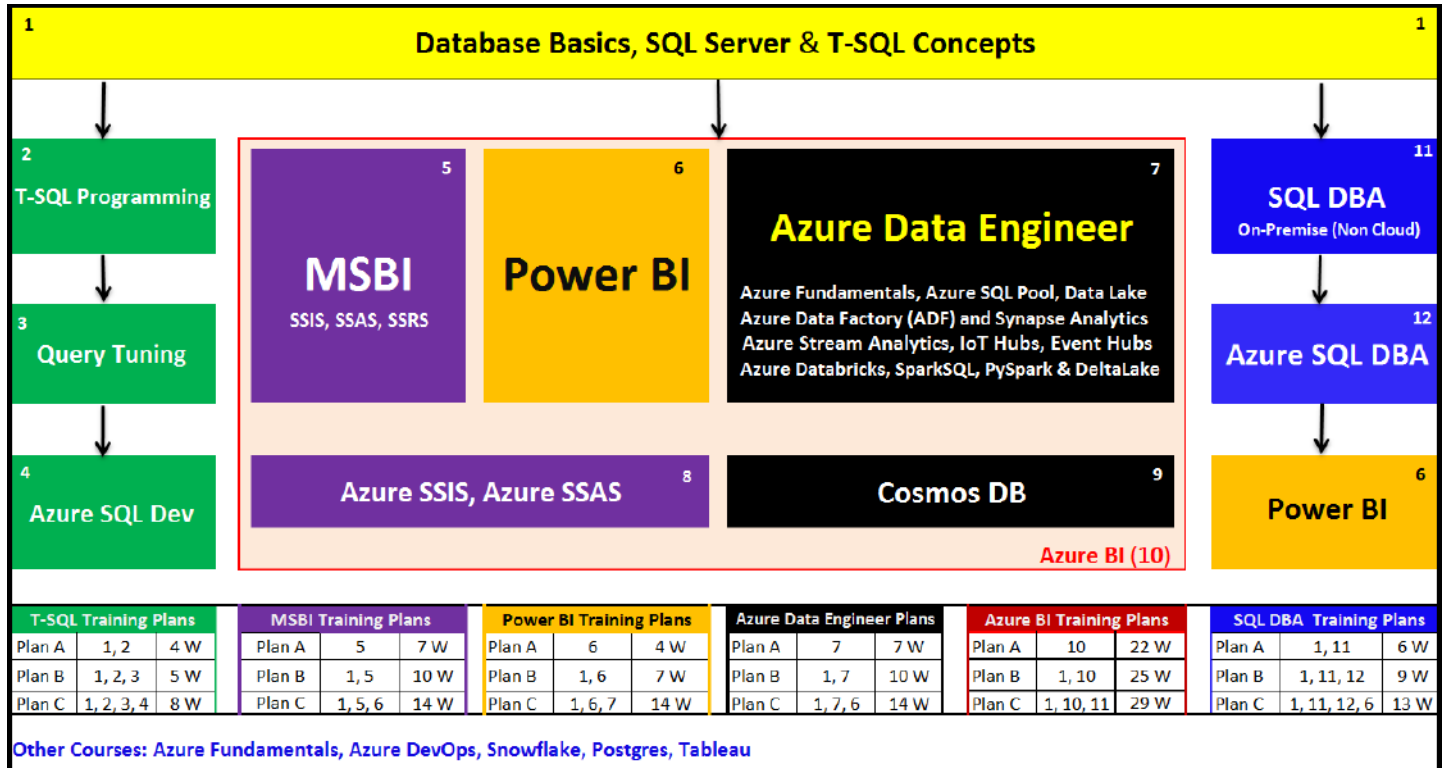 1
Database Basics, SQL Server & T-SQL Concepts
1
2
T-SQL Programming
3
Query Tuning
4
Azure SQL Dev
5
MSBI
SSIS, SSAS, SSRS
6
Power BI
7
Azure Data Engineer
Azure Fundamentals, Azure SQL Pool, Data Lake
Azure Data Factory (ADF) and Synapse Analytics
Azure Stream Analytics, IoT Hubs, Event Hubs
Azure Databricks, SparkSQL, PySpark & DeltaLake
8
Azure SSIS, Azure SSAS
9
Cosmos DB
Azure BI (10)
11
SQL DBA
On-Premise (Non Cloud)
12
Azure SQL DBA
6
Power BI
T-SQL Training Plans
Plan A 1, 2 4 W
Plan B 1, 2, 3 5 W
Plan C 1, 2, 3, 4 8 W
MSBI Training Plans
Plan A 5 7 W
Plan B 1, 5 10 W
Plan C 1, 5, 6 14 W
Power BI Training Plans
Plan A 6 4 W
Plan B 1, 6 7 W
Plan C 1, 6, 7 14 W
Azure Data Engineer Plans
Plan A 7 7 W
Plan B 1, 7 10 W
Plan C 1, 7, 6 14 W
Azure BI Training Plans
Plan A 10 22 W
Plan B 1, 10 25 W
Plan C 1, 10, 11 29 W
SQL DBA Training Plans
Plan A 1, 11 6 W
Plan B 1, 11, 12 9 W
Plan C 1, 11, 12, 6 13 W
Other Courses: Azure Fundamentals, Azure DevOps, Snowflake, Postgres, Tableau